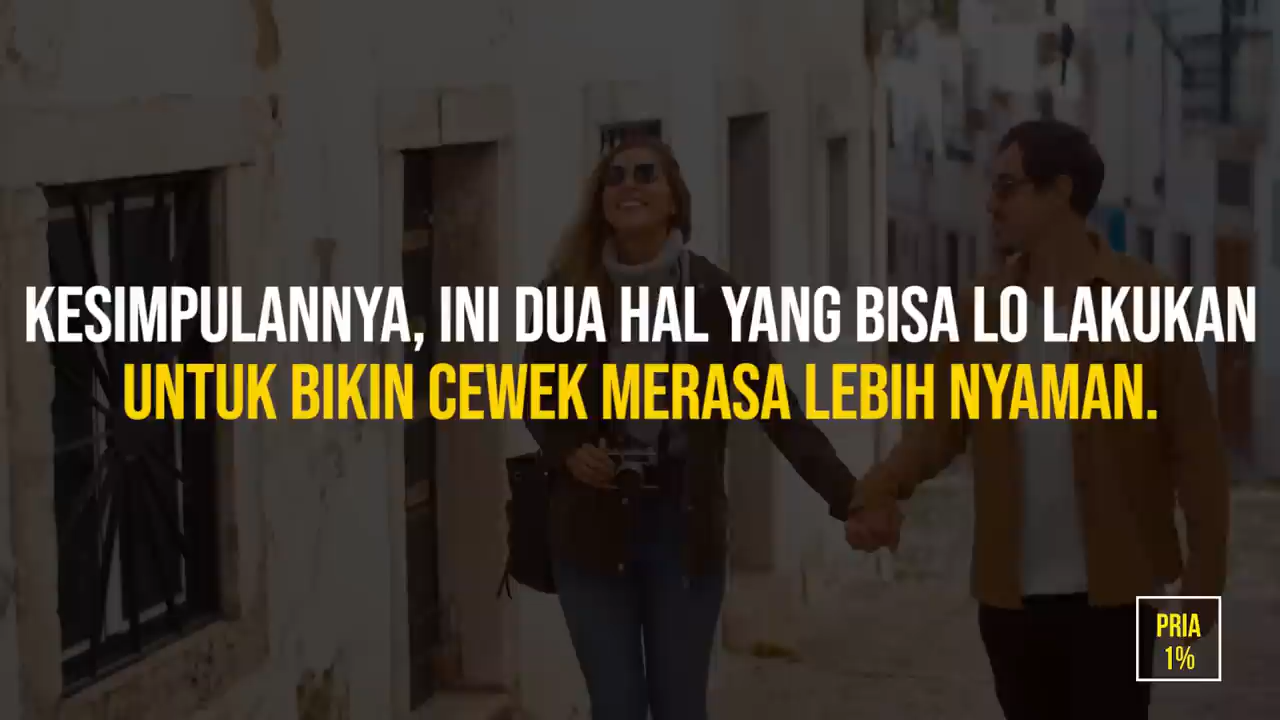 KESIMPULANNYA, INI DUA HAL YANG BISA LO LAKUKAN
UNTUK BIKIN CEWEK MERASA LEBIH NYAMAN.
PRIA
1%